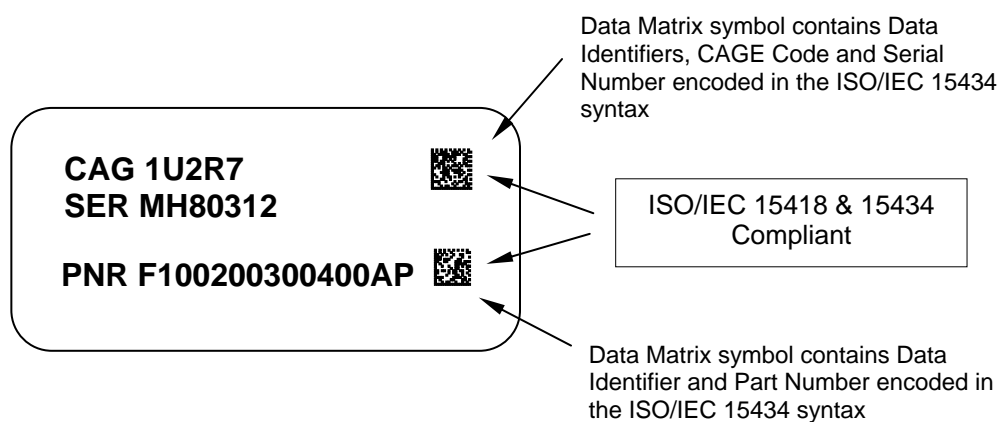 Data Matrix symbol contains Data
Identifiers, CAGE Code and Serial
Number encoded in the ISO/IEC 15434
syntax
CAG 1U2R7
SER MH80312
ISO/IEC 15418 & 15434
Compliant
PNR F100200300400AP
Data Matrix symbol contains Data
Identifier and Part Number encoded in
the ISO/IEC 15434 syntax